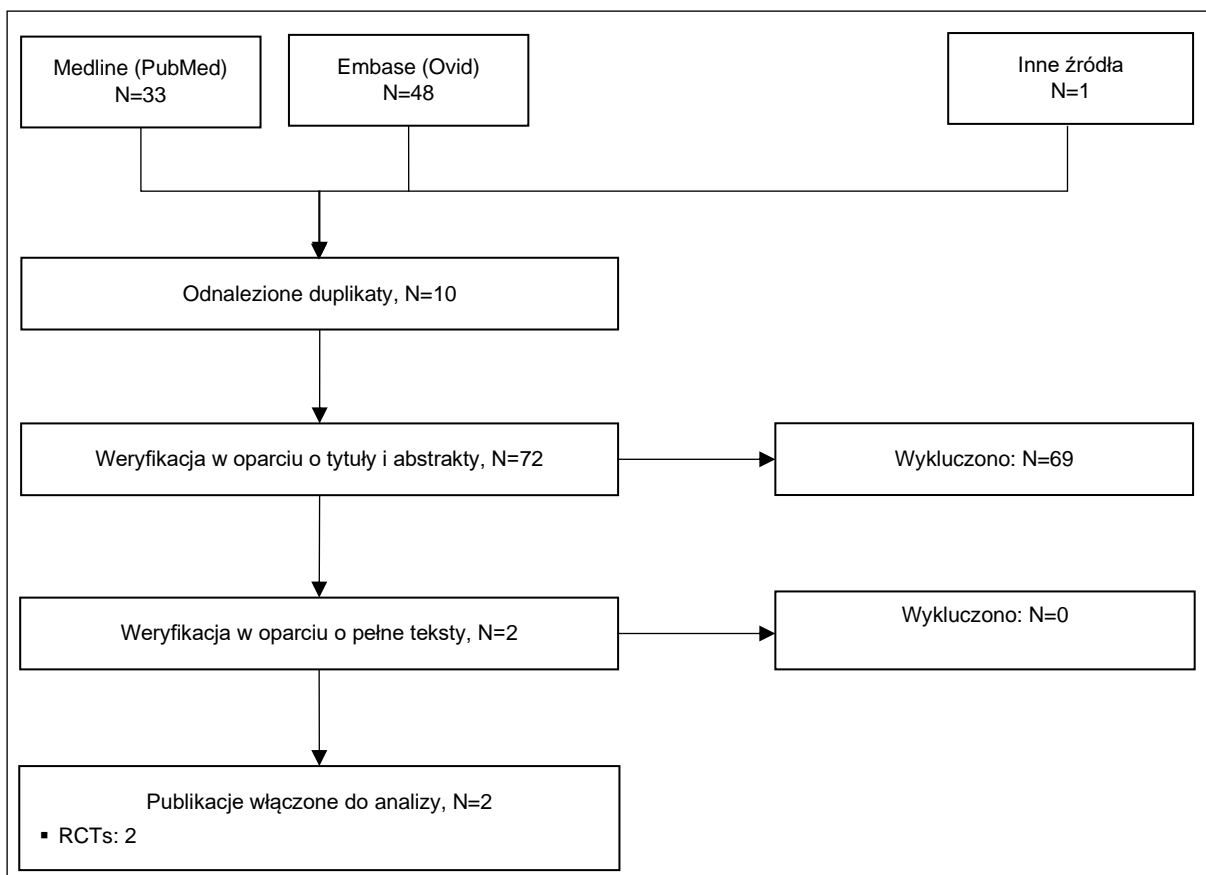 Medline (PubMed)
N=33
Embase (Ovid)
N=48
Inne źródła
N=1
Odnalezione duplikaty, N=10
Weryfikacja w oparciu o tytuły i abstrakty, N=72
Wykluczono: N=69
Weryfikacja w oparciu o pełne teksty, N=2
Wykluczono: N=0
Publikacje włączone do analizy, N=2
▪ RCTs: 2